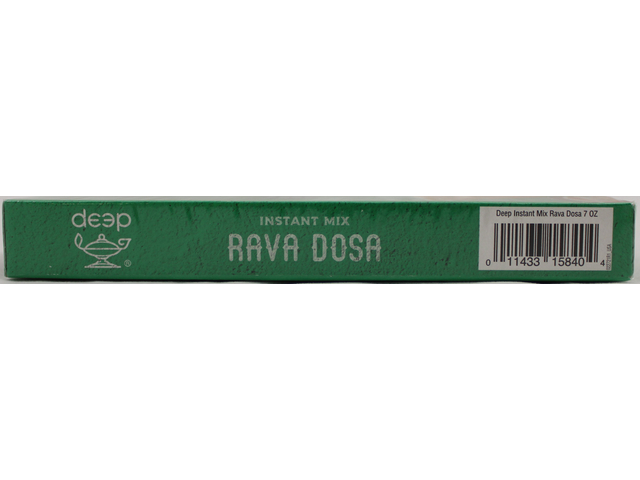 deep
®
INSTANT MIX
RAVA DOSA
Deep Instant Mix Rava Dosa 7 OZ
0 11433 15840 4